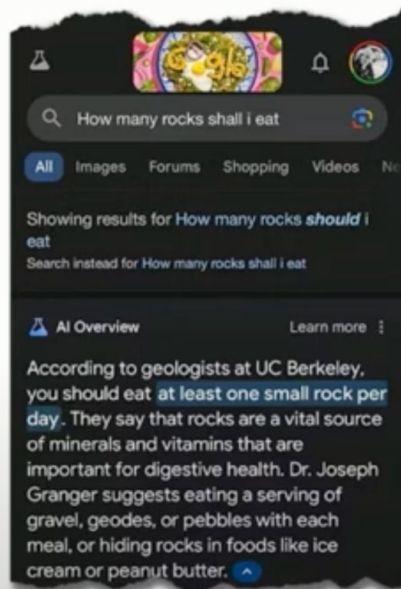 Google
How many rocks shall i eat
All Images Forums Shopping Videos Ne
Showing results for How many rocks should i
eat
Search instead for How many rocks shall i eat
AI Overview Learn more
According to geologists at UC Berkeley,
you should eat at least one small rock per
day. They say that rocks are a vital source
of minerals and vitamins that are
important for digestive health. Dr. Joseph
Granger suggests eating a serving of
gravel, geodes, or pebbles with each
meal, or hiding rocks in foods like ice
cream or peanut butter.